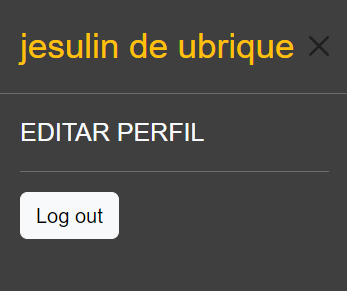 jesulin de ubrique
EDITAR PERFIL
Log out